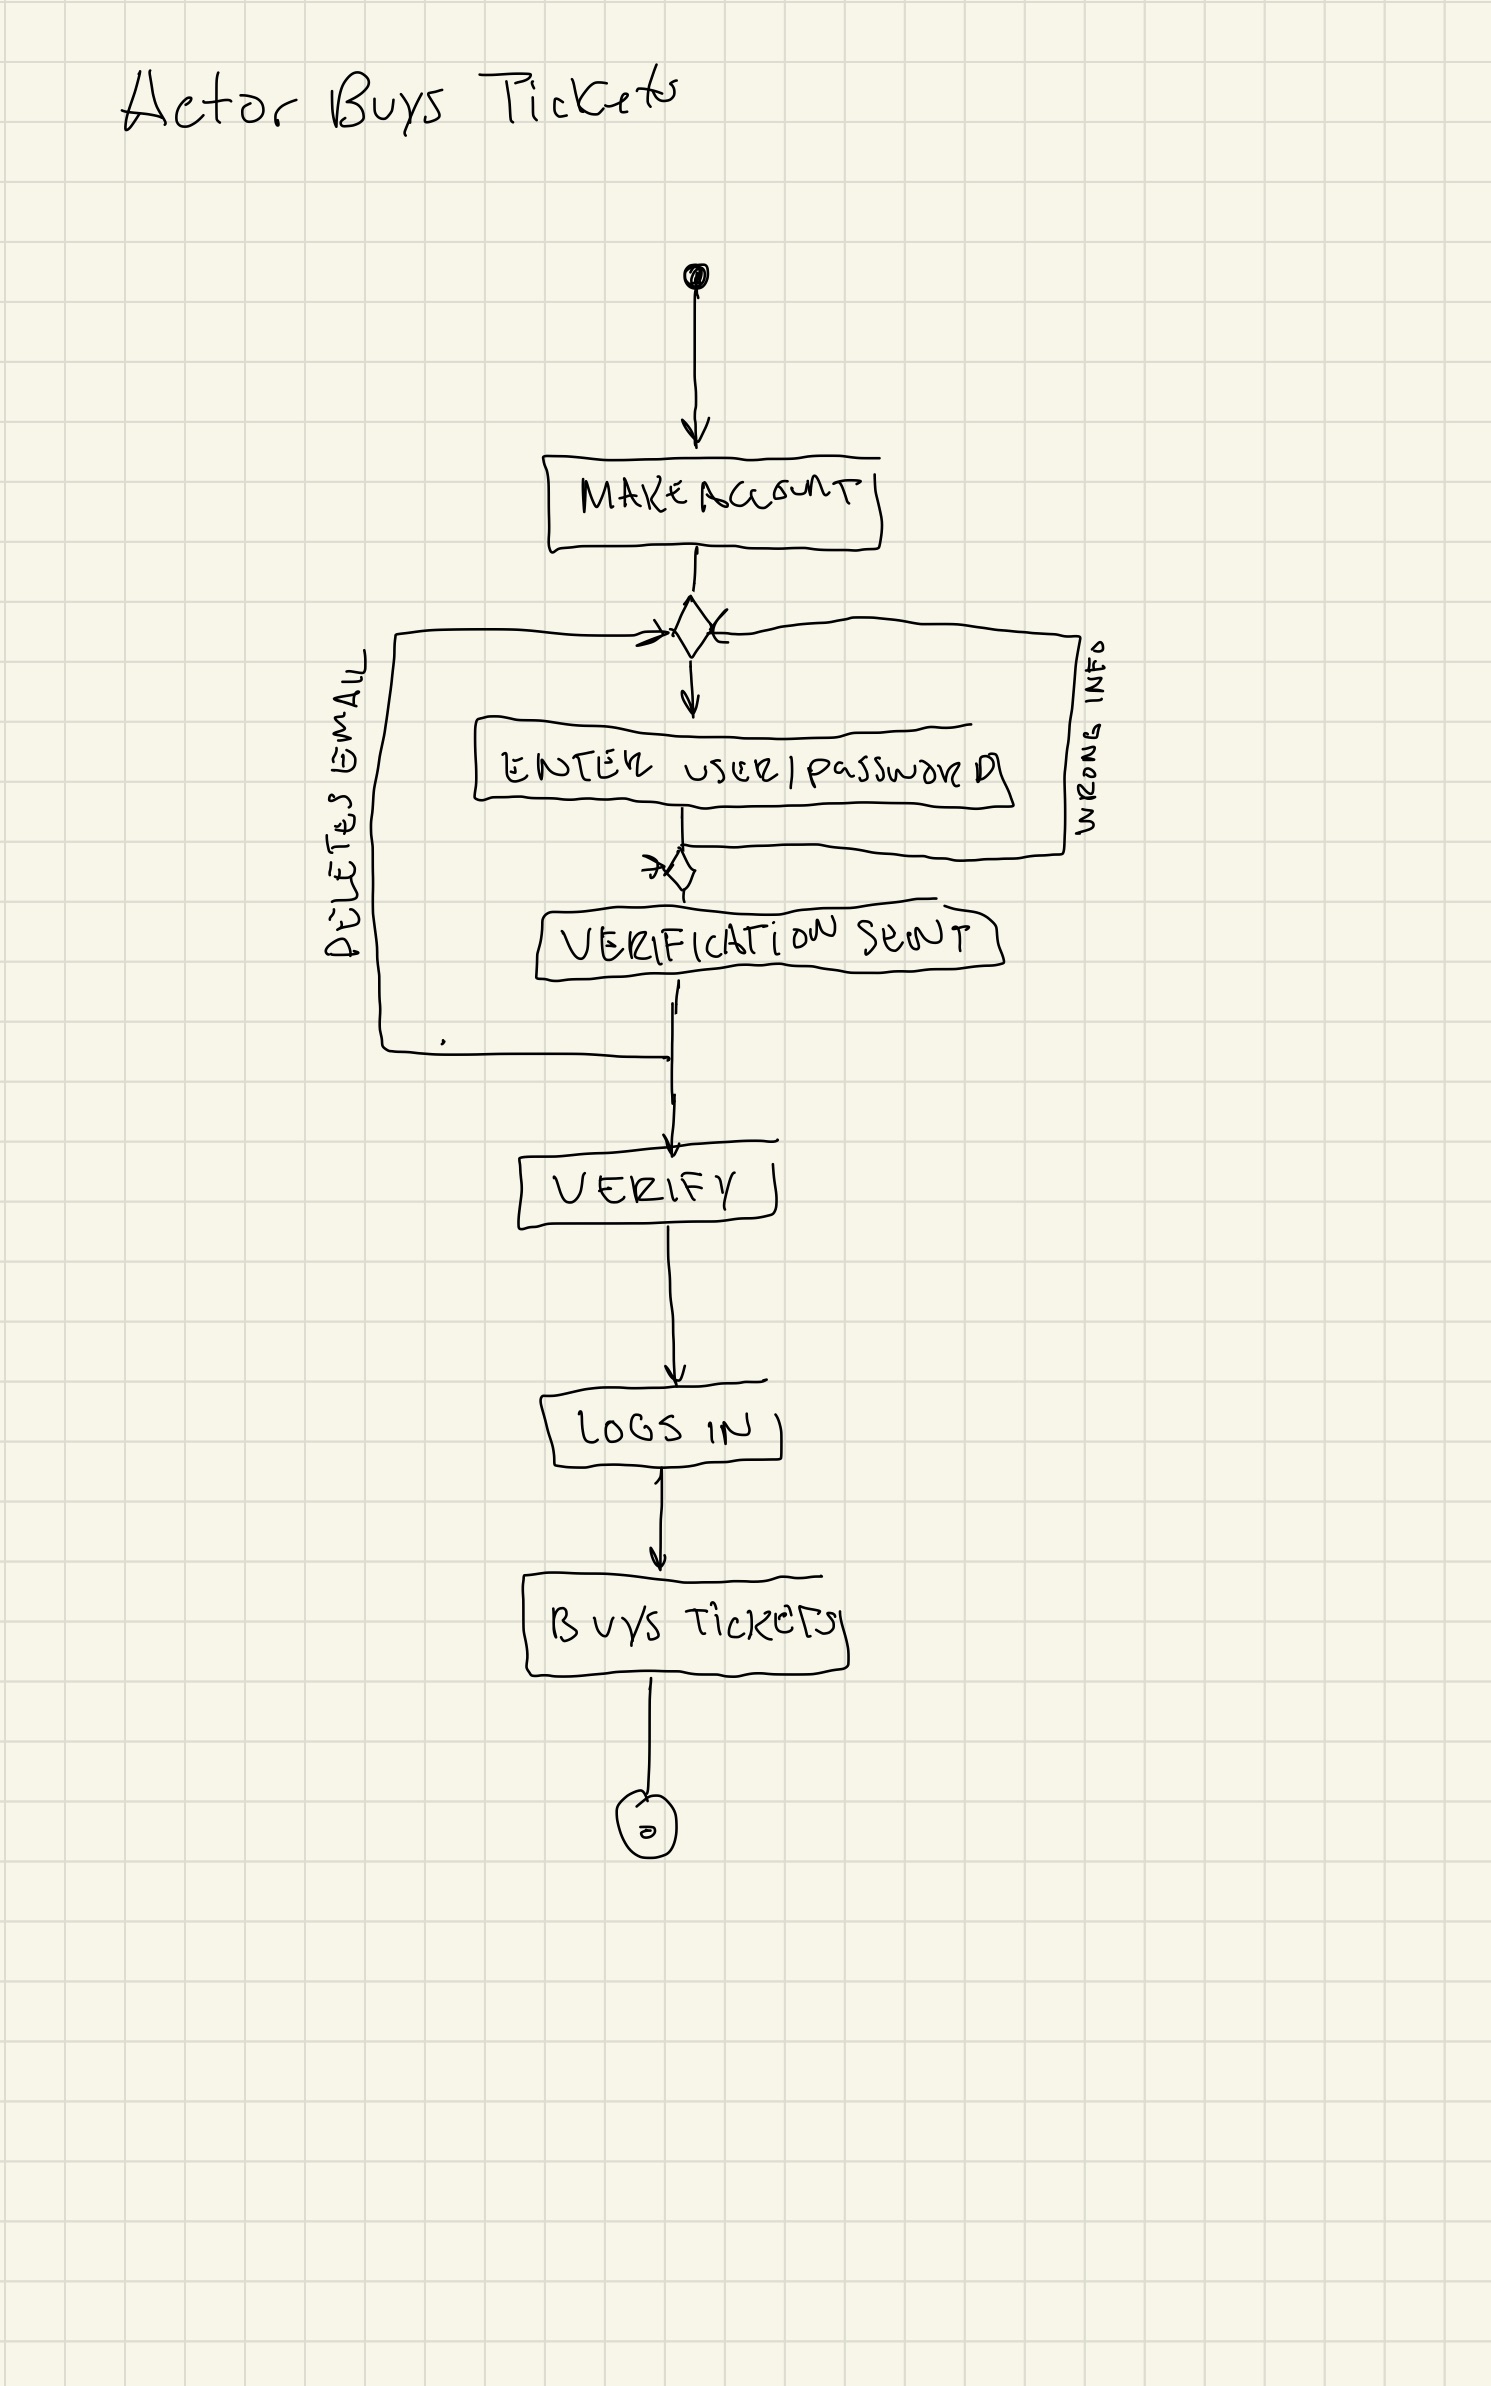 Actor Buys Tickets
MAKE ACCOUNT
DELETES EMAIL
WRONG INFO
ENTER USER/PASSWORD
VERIFICATION SENT
VERIFY
LOGS IN
BUYS TICKETS